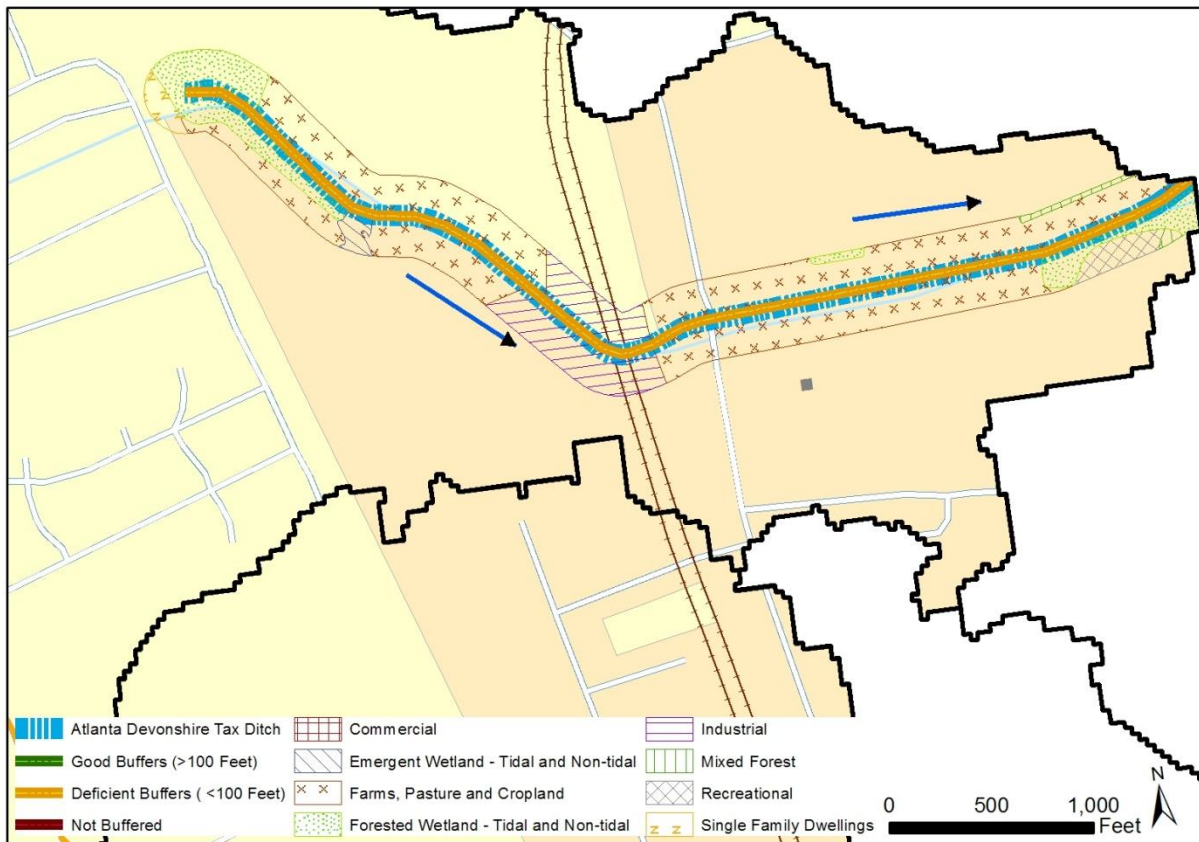 Atlanta Devonshire Tax Ditch
Good Buffers (>100 Feet)
Deficient Buffers ( <100 Feet)
Not Buffered
Commercial
Emergent Wetland - Tidal and Non-tidal
Farms, Pasture and Cropland
Forested Wetland - Tidal and Non-tidal
Industrial
Mixed Forest
Recreational
Single Family Dwellings
0 500 1,000
Feet
N